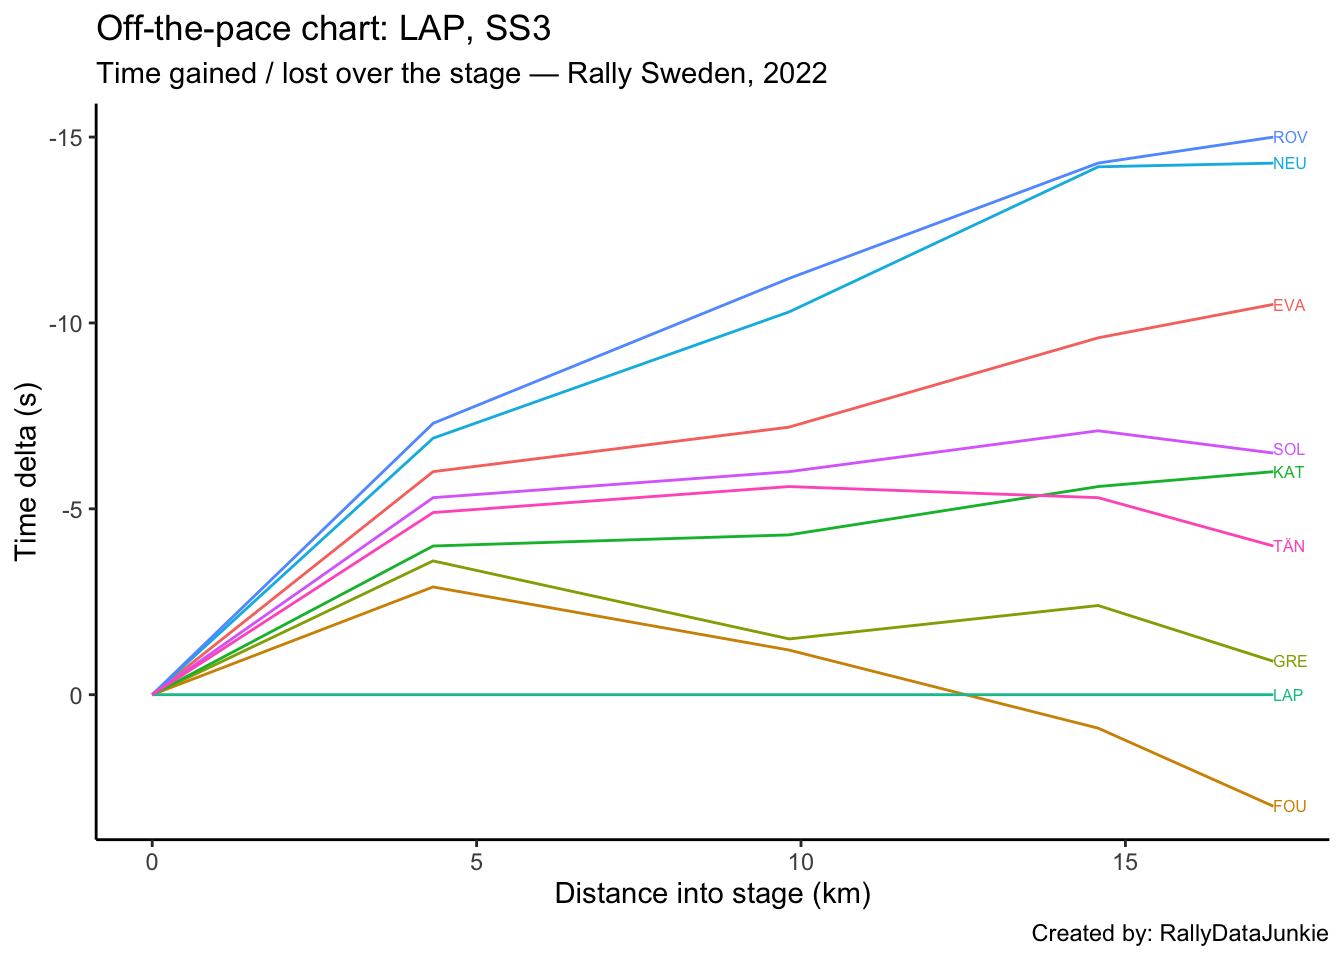 Off-the-pace chart: LAP, SS3
Time gained / lost over the stage — Rally Sweden, 2022
Time delta (s)
-15
-10
-5
0
ROV
NEU
EVA
SOL
KAT
TÄN
GRE
LAP
FOU
0 5 10 15
Distance into stage (km)
Created by: RallyDataJunkie